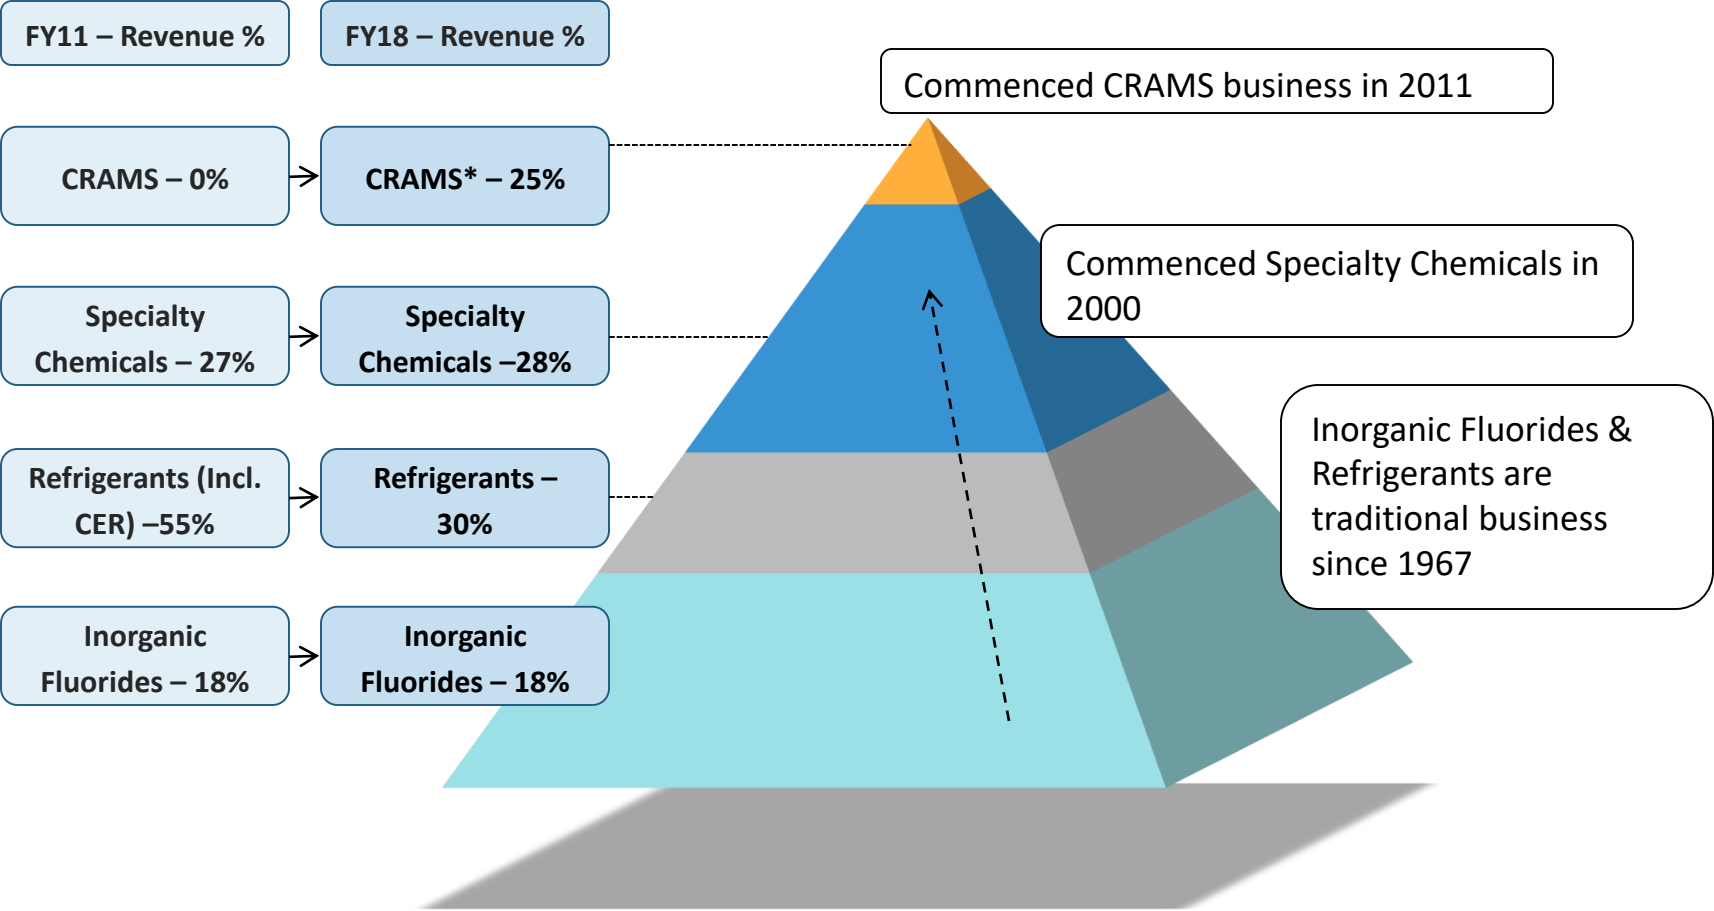 FY11 – Revenue %
FY18 – Revenue %
Commenced CRAMS business in 2011
CRAMS – 0%
CRAMS* – 25%
Commenced Specialty Chemicals in
2000
Specialty
Chemicals – 27%
Specialty
Chemicals –28%
Inorganic Fluorides &
Refrigerants are
traditional business
since 1967
Refrigerants (Incl.
CER) –55%
Refrigerants –
30%
Inorganic
Fluorides – 18%
Inorganic
Fluorides – 18%